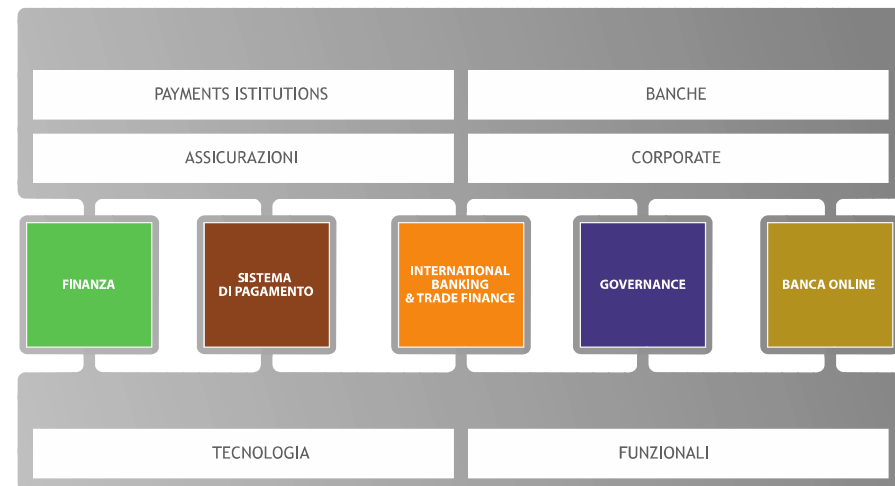 PAYMENTS ISTITUTIONS
BANCHE
ASSICURAZIONI
CORPORATE
FINANZA
SISTEMA
DI PAGAMENTO
INTERNATIONAL
BANKING
& TRADE FINANCE
GOVERNANCE
BANCA ONLINE
TECNOLOGIA
FUNZIONALI